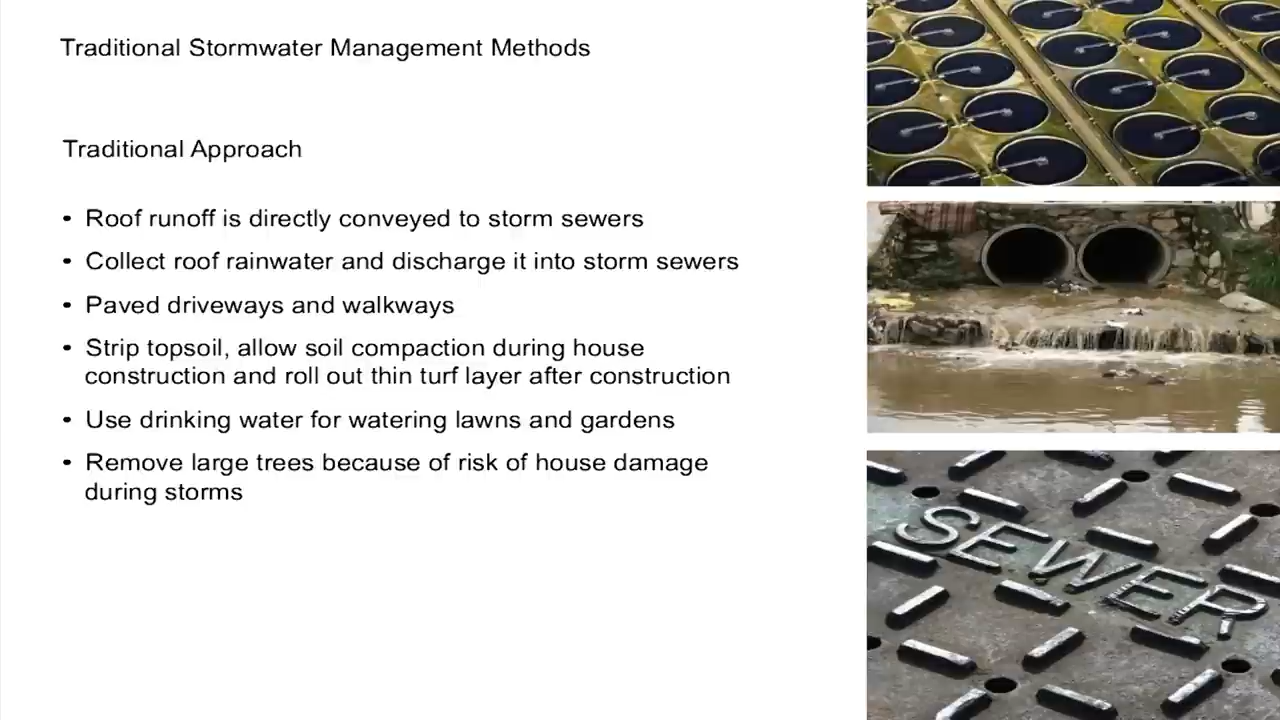 Traditional Stormwater Management Methods
Traditional Approach
• Roof runoff is directly conveyed to storm sewers
• Collect roof rainwater and discharge it into storm sewers
• Paved driveways and walkways
• Strip topsoil, allow soil compaction during house
construction and roll out thin turf layer after construction
• Use drinking water for watering lawns and gardens
• Remove large trees because of risk of house damage
during storms
SEWER